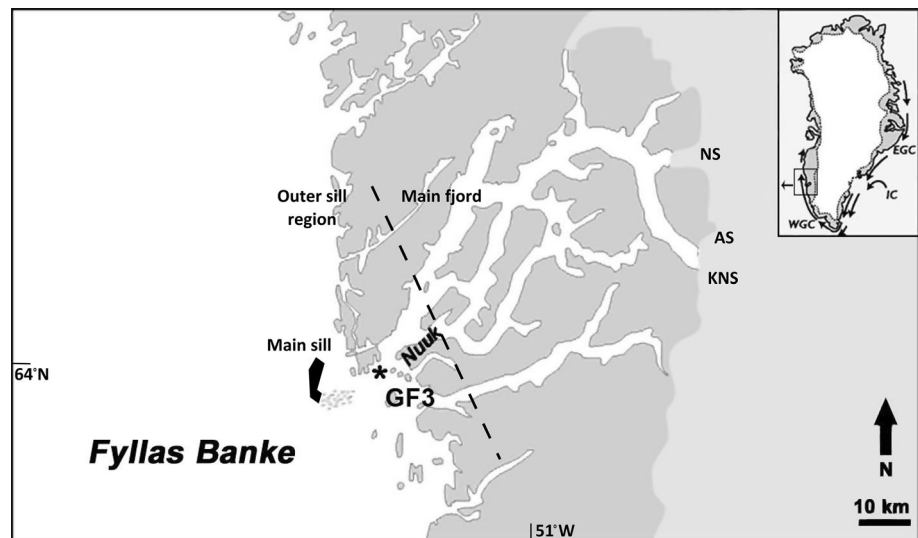 NS
EGC
Outer sill
region
Main fjord
IC
WGC
AS
KNS
Main sill
Nuuk
64°N
*
GF3
Fyllas Banke
N
10 km
51°W